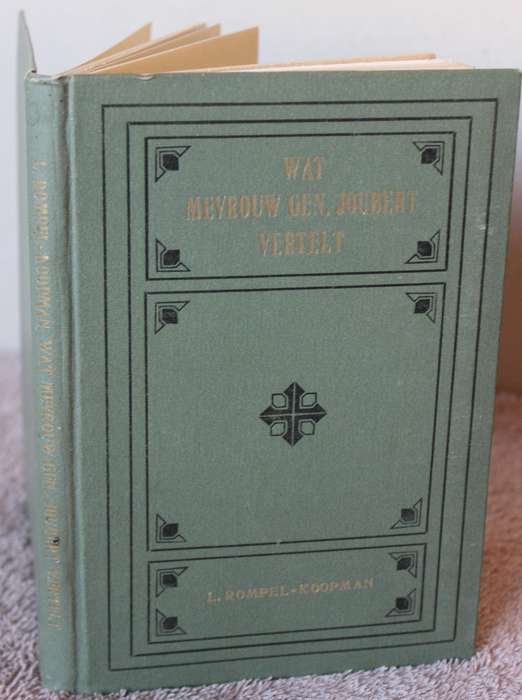 WAT
MEVROUW GEN. JOUBERT
VERTELT
L. ROMPEL-KOOPMAN
L. ROMPEL-KOOPMAN, WAT MEVROUW GEN. JOUBERT VERTELT